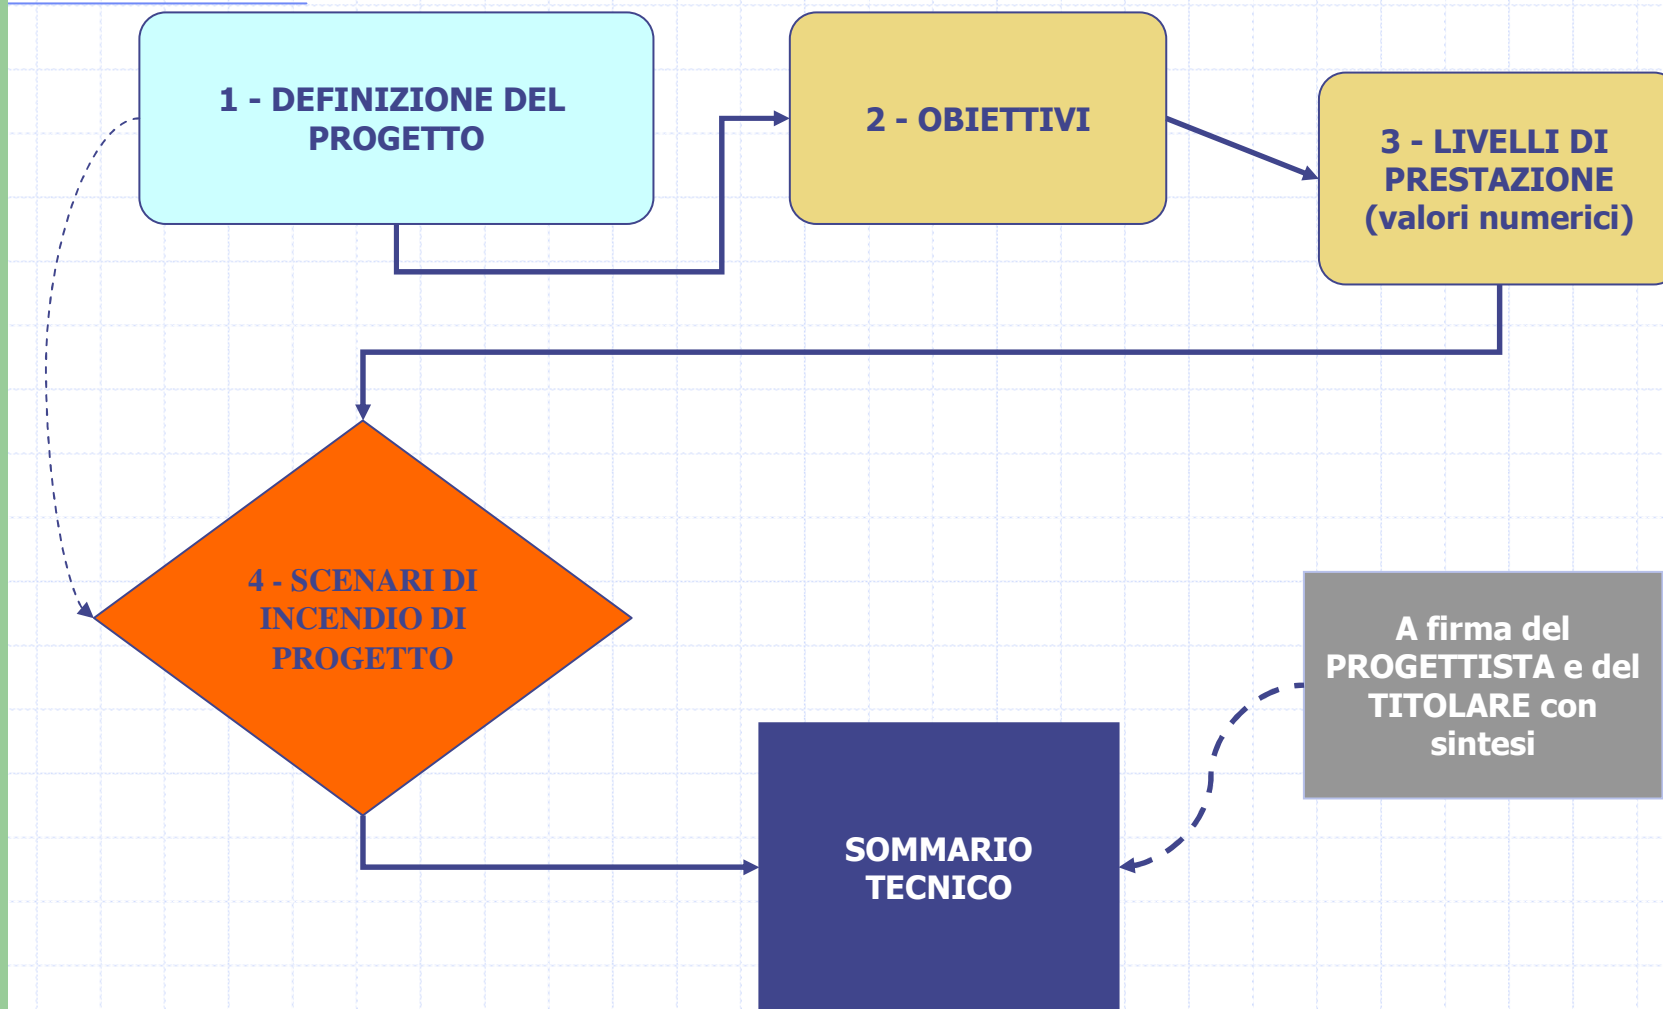 1 - DEFINIZIONE DEL
PROGETTO
2 - OBIETTIVI
3 - LIVELLI DI
PRESTAZIONE
(valori numerici)
4 - SCENARI DI
INCENDIO DI
PROGETTO
A firma del
PROGETTISTA e del
TITOLARE con
sintesi
SOMMARIO
TECNICO